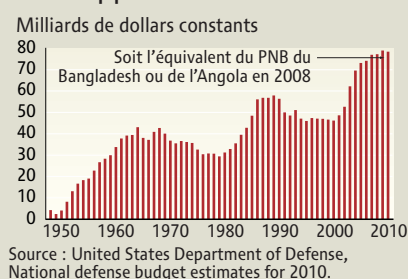 Milliards de dollars constants
80
70
60
50
40
30
20
10
0
Soit l'équivalent du PNB du
Bangladesh ou de l'Angola en 2008
1950 1960 1970 1980 1990 2000 2010
Source : United States Department of Defense,
National defense budget estimates for 2010.